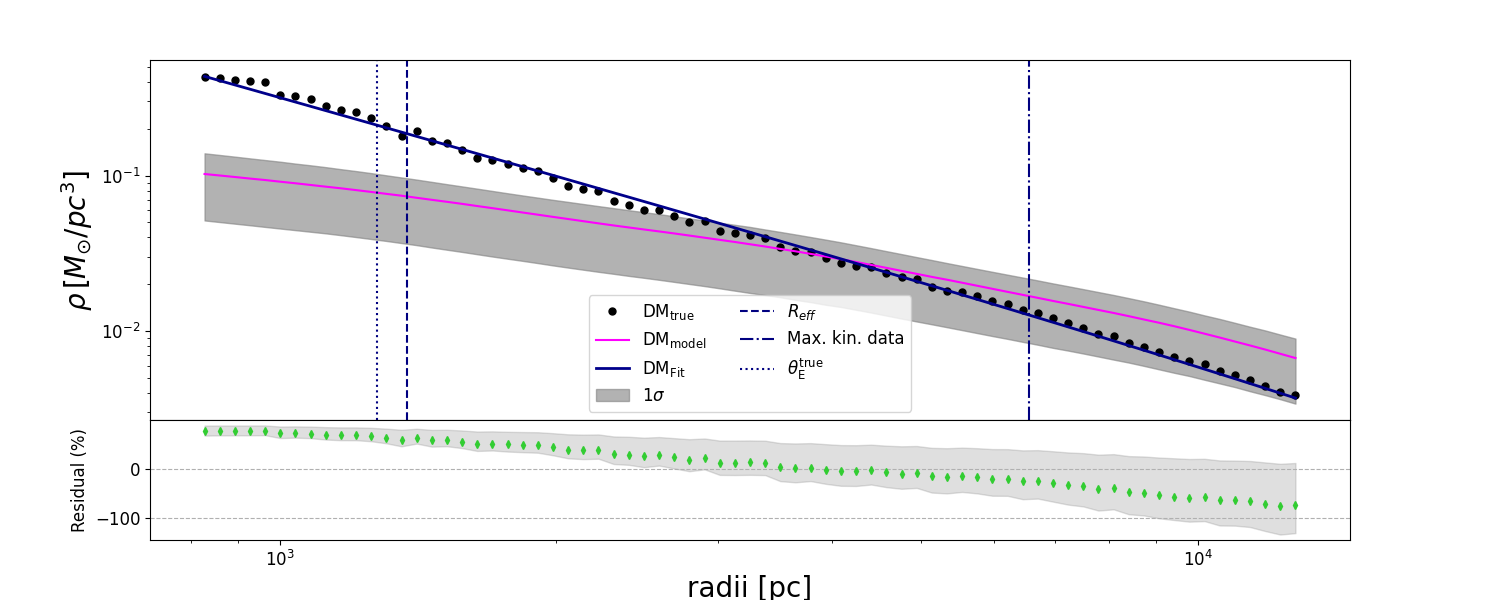 ρ [M⊙/pc³]
10⁻¹
10⁻²
DM_true
DM_model
DM_Fit
1σ
R_eff
Max. kin. data
θ_E^true
Residual (%)
0
−100
10³
10⁴
radii [pc]